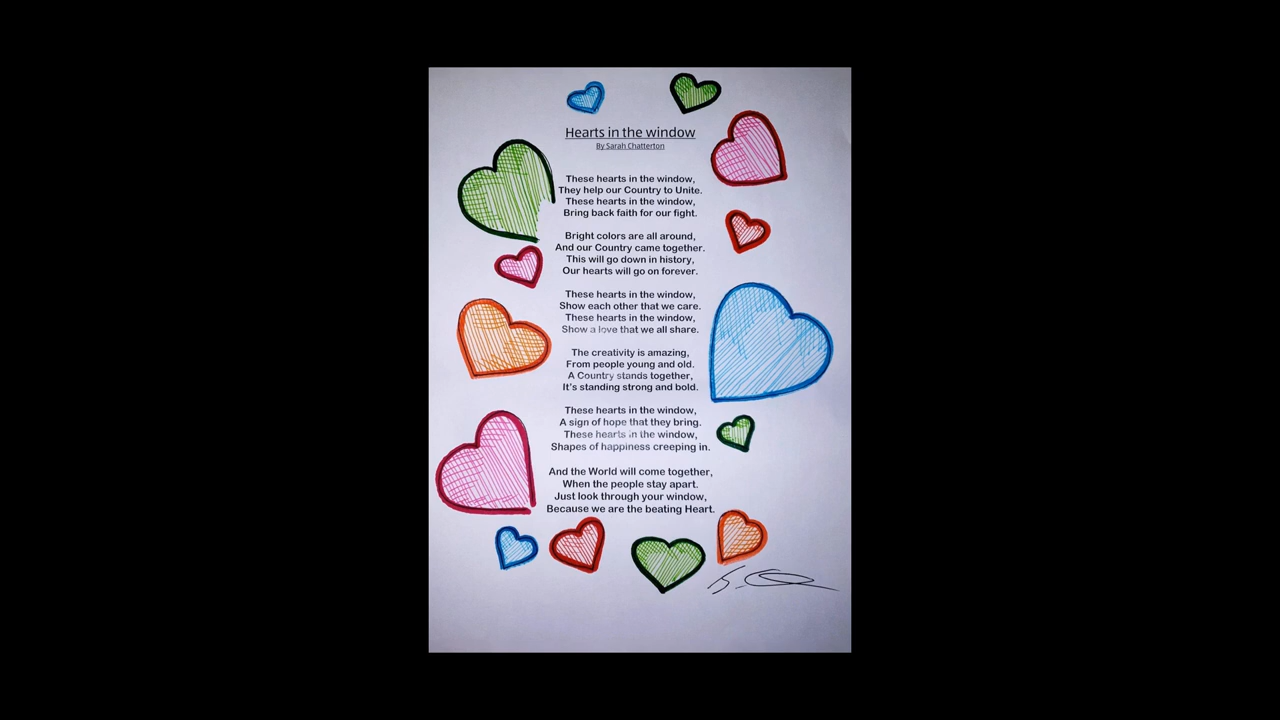 Hearts in the window
By Sarah Chatterton
These hearts in the window,
They help our Country to Unite.
These hearts in the window,
Bring back faith for our fight.
Bright colors are all around,
And our Country came together.
This will go down in history,
Our hearts will go on forever.
These hearts in the window,
Show each other that we care.
These hearts in the window,
Show a love that we all share.
The creativity is amazing,
From people young and old.
A Country stands together,
It's standing strong and bold.
These hearts in the window,
A sign of hope that they bring.
These hearts in the window,
Shapes of happiness creeping in.
And the World will come together,
When the people stay apart.
Just look through your window,
Because we are the beating Heart.